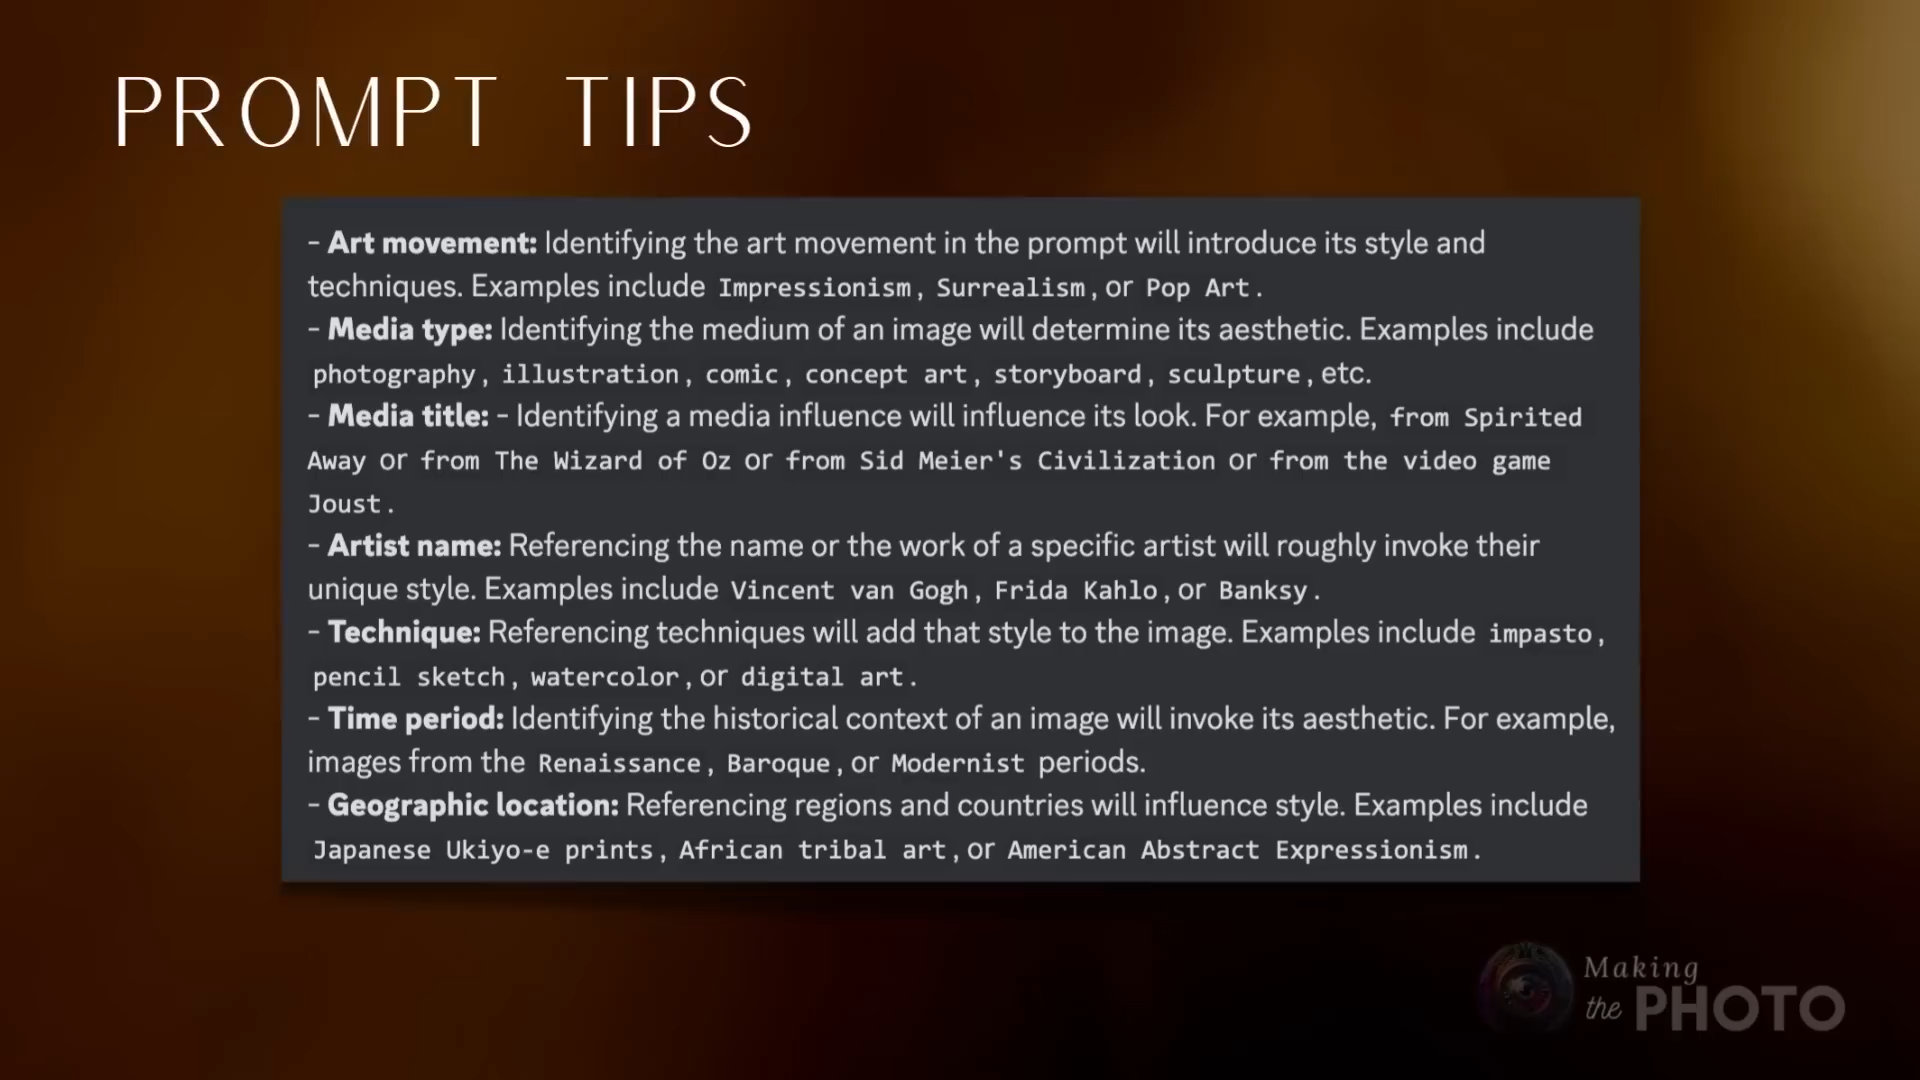 PROMPT TIPS
- Art movement: Identifying the art movement in the prompt will introduce its style and
techniques. Examples include Impressionism, Surrealism, or Pop Art.
- Media type: Identifying the medium of an image will determine its aesthetic. Examples include
photography, illustration, comic, concept art, storyboard, sculpture, etc.
- Media title: - Identifying a media influence will influence its look. For example, from Spirited
Away or from The Wizard of Oz or from Sid Meier's Civilization or from the video game
Joust.
- Artist name: Referencing the name or the work of a specific artist will roughly invoke their
unique style. Examples include Vincent van Gogh, Frida Kahlo, or Banksy.
- Technique: Referencing techniques will add that style to the image. Examples include impasto,
pencil sketch, watercolor, or digital art.
- Time period: Identifying the historical context of an image will invoke its aesthetic. For example,
images from the Renaissance, Baroque, or Modernist periods.
- Geographic location: Referencing regions and countries will influence style. Examples include
Japanese Ukiyo-e prints, African tribal art, or American Abstract Expressionism.
Making
the PHOTO